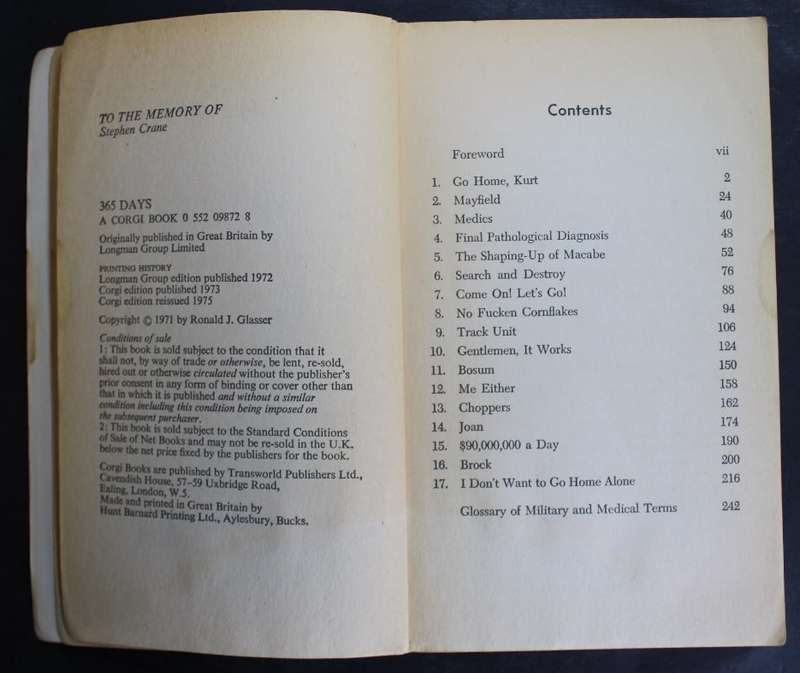 TO THE MEMORY OF
Stephen Crane
365 DAYS
A CORGI BOOK 0 552 09872 8
Originally published in Great Britain by
Longman Group Limited
PRINTING HISTORY
Longman Group edition published 1972
Corgi edition published 1973
Corgi edition reissued 1975
Copyright © 1971 by Ronald J. Glasser
Conditions of sale
1: This book is sold subject to the condition that it
shall not, by way of trade or otherwise, be lent, re-sold,
hired out or otherwise circulated without the publisher's
prior consent in any form of binding or cover other than
that in which it is published and without a similar
condition including this condition being imposed on
the subsequent purchaser.
2: This book is sold subject to the Standard Conditions
of Sale of Net Books and may not be re-sold in the U.K.
below the net price fixed by the publishers for the book.
Corgi Books are published by Transworld Publishers Ltd.,
Cavendish House, 57-59 Uxbridge Road,
Ealing, London, W.5.
Made and printed in Great Britain by
Hunt Barnard Printing Ltd., Aylesbury, Bucks.
Contents
Foreword vii
1. Go Home, Kurt 2
2. Mayfield 24
3. Medics 40
4. Final Pathological Diagnosis 48
5. The Shaping-Up of Macabe 52
6. Search and Destroy 76
7. Come On! Let's Go! 88
8. No Fucken Cornflakes 94
9. Track Unit 106
10. Gentlemen, It Works 124
11. Bosum 150
12. Me Either 158
13. Choppers 162
14. Joan 174
15. $90,000,000 a Day 190
16. Brock 200
17. I Don't Want to Go Home Alone 216
Glossary of Military and Medical Terms 242